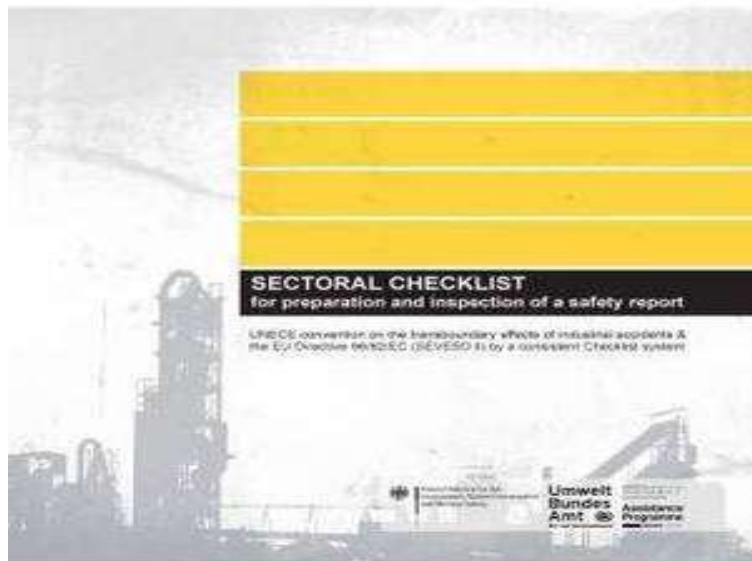 SECTORAL CHECKLIST
for preparation and inspection of a safety report
UNECE convention on the transboundary effects of industrial accidents &
the EU Directive 96/82/EC (SEVESO II) by a consistent Checklist system
Umwelt
Bundes
Amt
Assistance
Programme